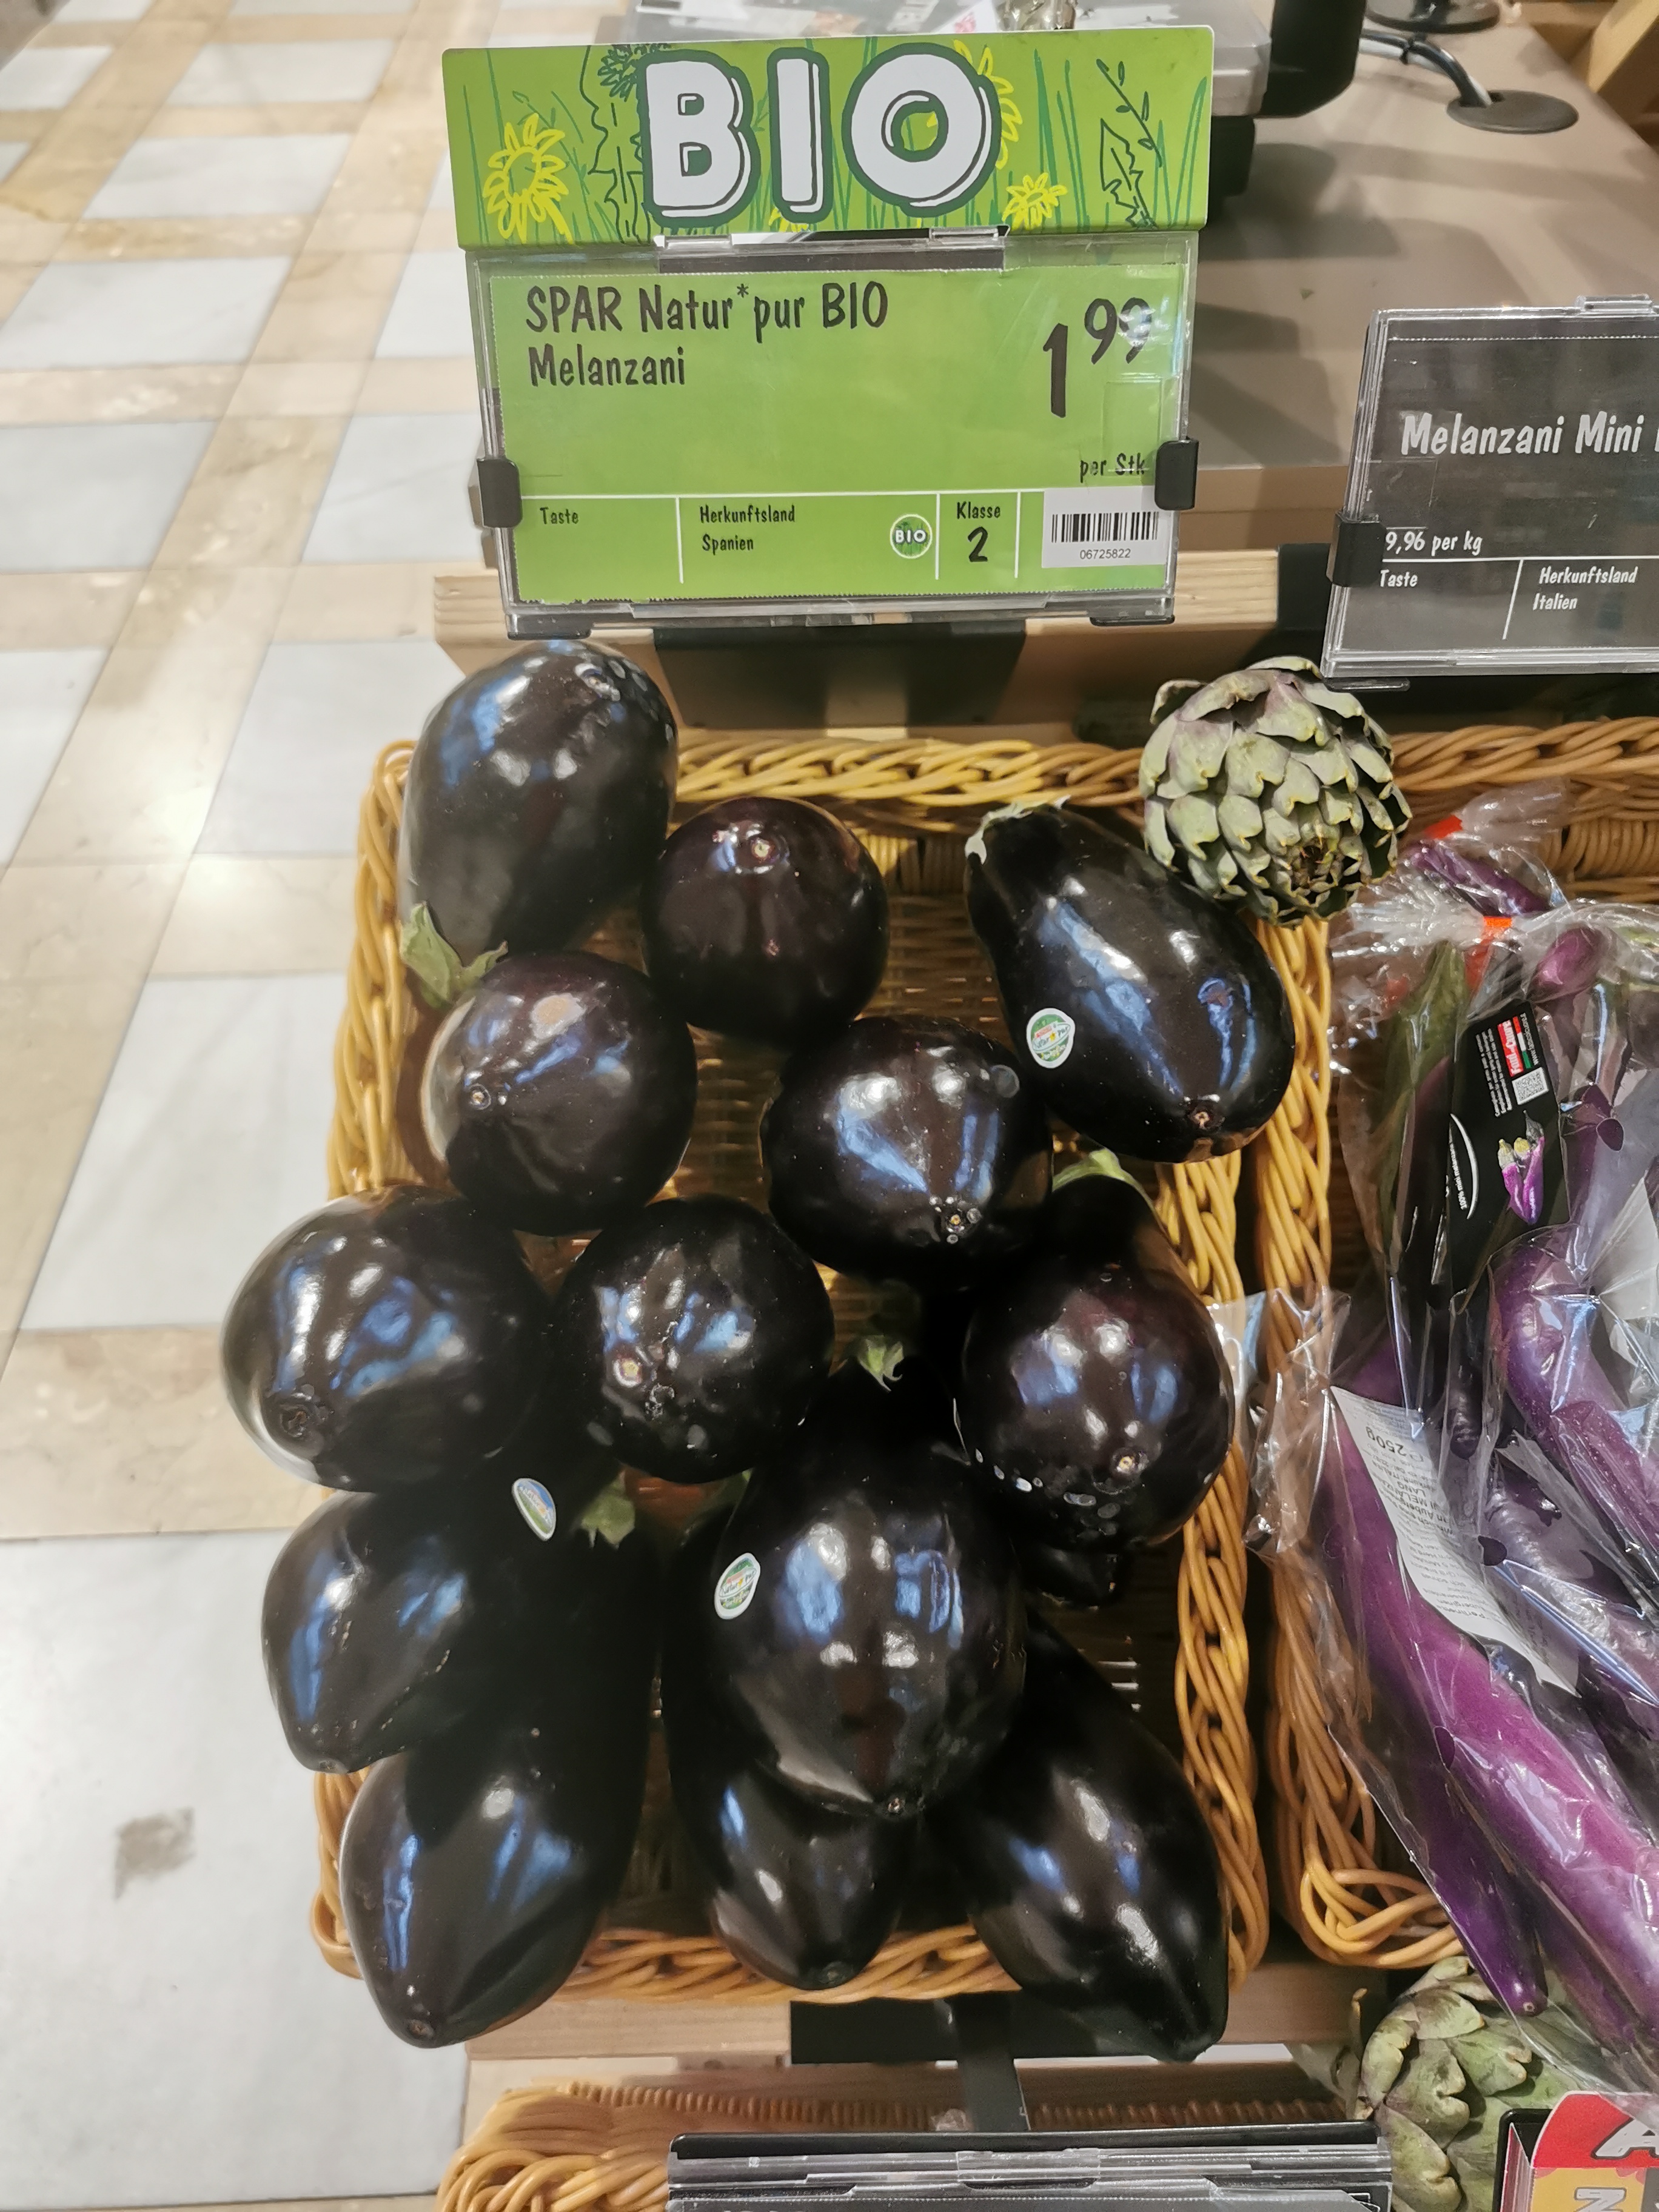 BIO
SPAR Natur*pur BIO
Melanzani
1 99
per Stk
Taste
Herkunftsland
Spanien
BIO
Klasse
2
06725822
Melanzani Mini
9,96 per kg
Taste
Herkunftsland
Italien
250g